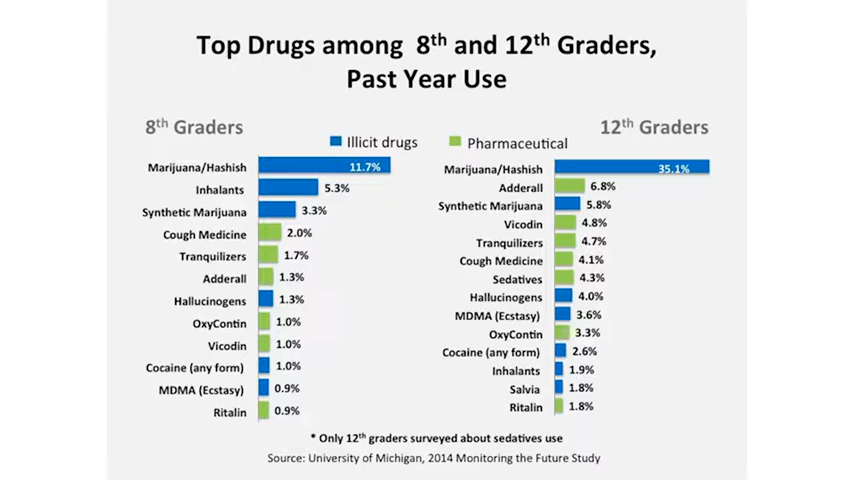 Top Drugs among 8th and 12th Graders,
Past Year Use
8th Graders
12th Graders
Illicit drugs
Pharmaceutical
Marijuana/Hashish 11.7%
Inhalants 5.3%
Synthetic Marijuana 3.3%
Cough Medicine 2.0%
Tranquilizers 1.7%
Adderall 1.3%
Hallucinogens 1.3%
OxyContin 1.0%
Vicodin 1.0%
Cocaine (any form) 1.0%
MDMA (Ecstasy) 0.9%
Ritalin 0.9%
Marijuana/Hashish 35.1%
Adderall 6.8%
Synthetic Marijuana 5.8%
Vicodin 4.8%
Tranquilizers 4.7%
Cough Medicine 4.1%
Sedatives 4.3%
Hallucinogens 4.0%
MDMA (Ecstasy) 3.6%
OxyContin 3.3%
Cocaine (any form) 2.6%
Inhalants 1.9%
Salvia 1.8%
Ritalin 1.8%
* Only 12th graders surveyed about sedatives use
Source: University of Michigan, 2014 Monitoring the Future Study